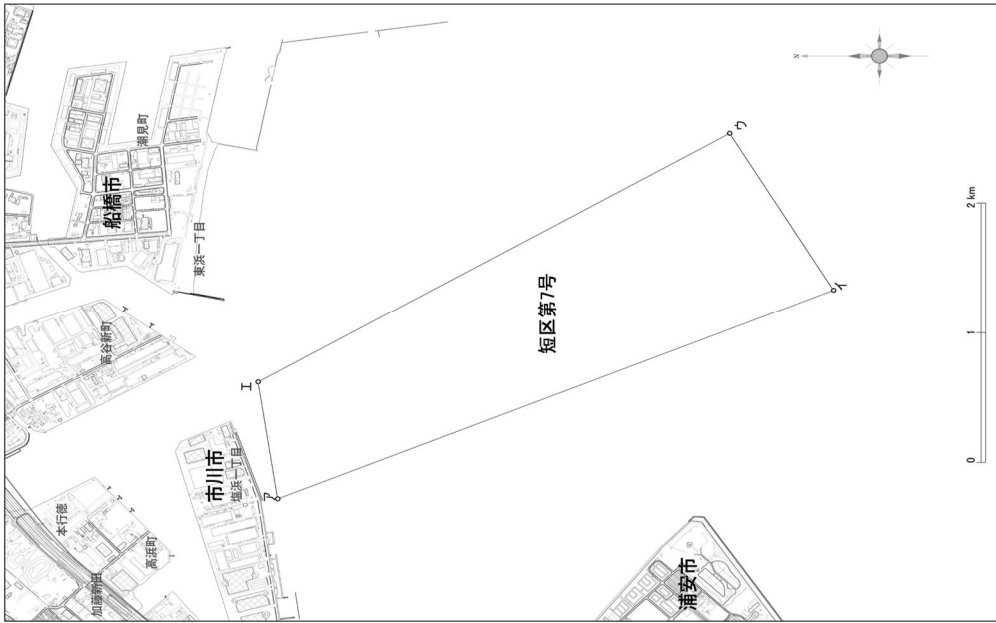 船橋市
潮見町
東浜一丁目
高谷新町
市川市
塩浜一丁目
本行徳
高浜町
加藤新田
浦安市
短区第7号
ア
イ
ウ
エ
N
0
1
2 km